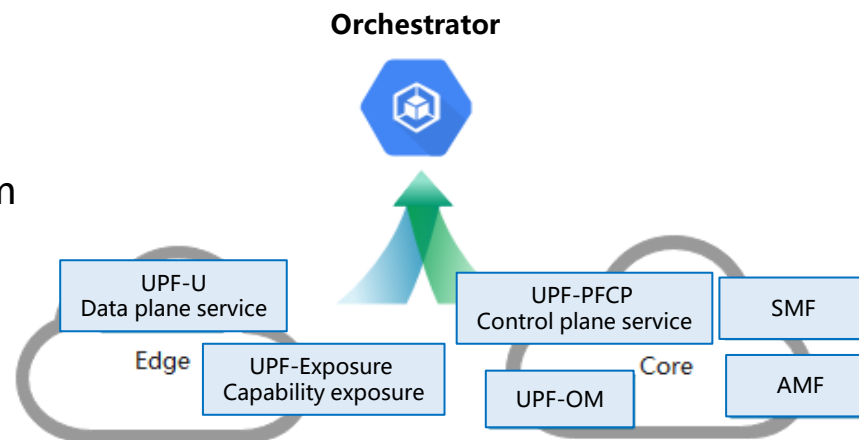 Orchestrator
UPF-U
Data plane service
Edge
UPF-Exposure
Capability exposure
UPF-PFCP
Control plane service
SMF
Core
UPF-OM
AMF